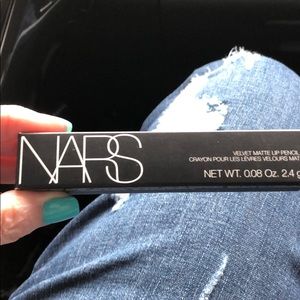 NARS
VELVET MATTE LIP PENCIL
CRAYON POUR LES LÈVRES VELOURS MAT
NET WT. 0.08 Oz. 2.4 g